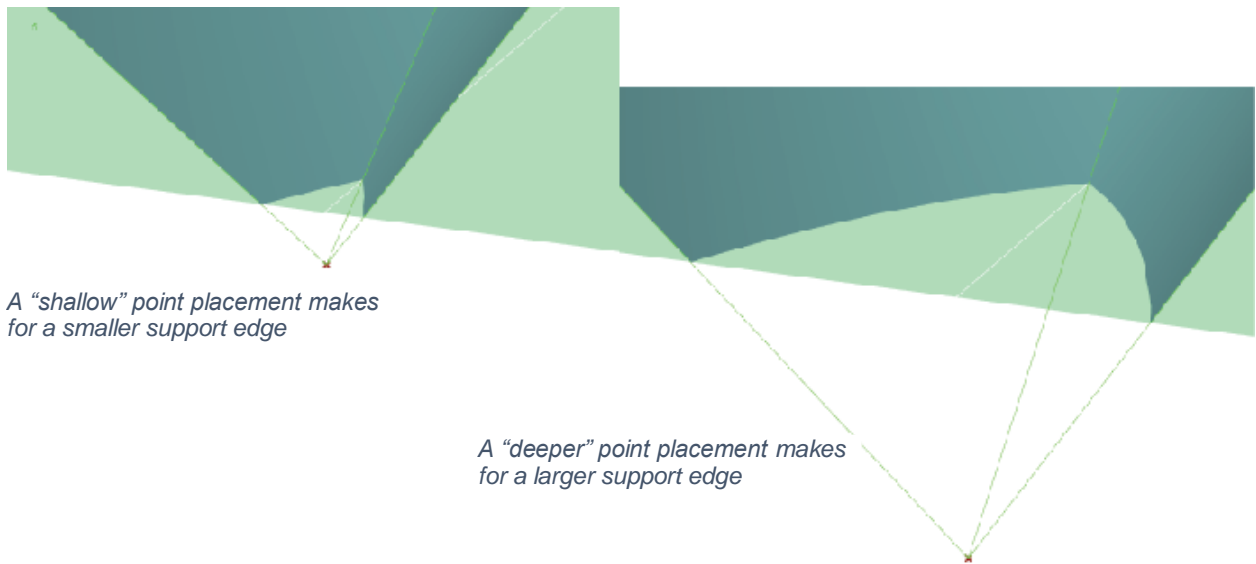 A “shallow” point placement makes
for a smaller support edge
A “deeper” point placement makes
for a larger support edge